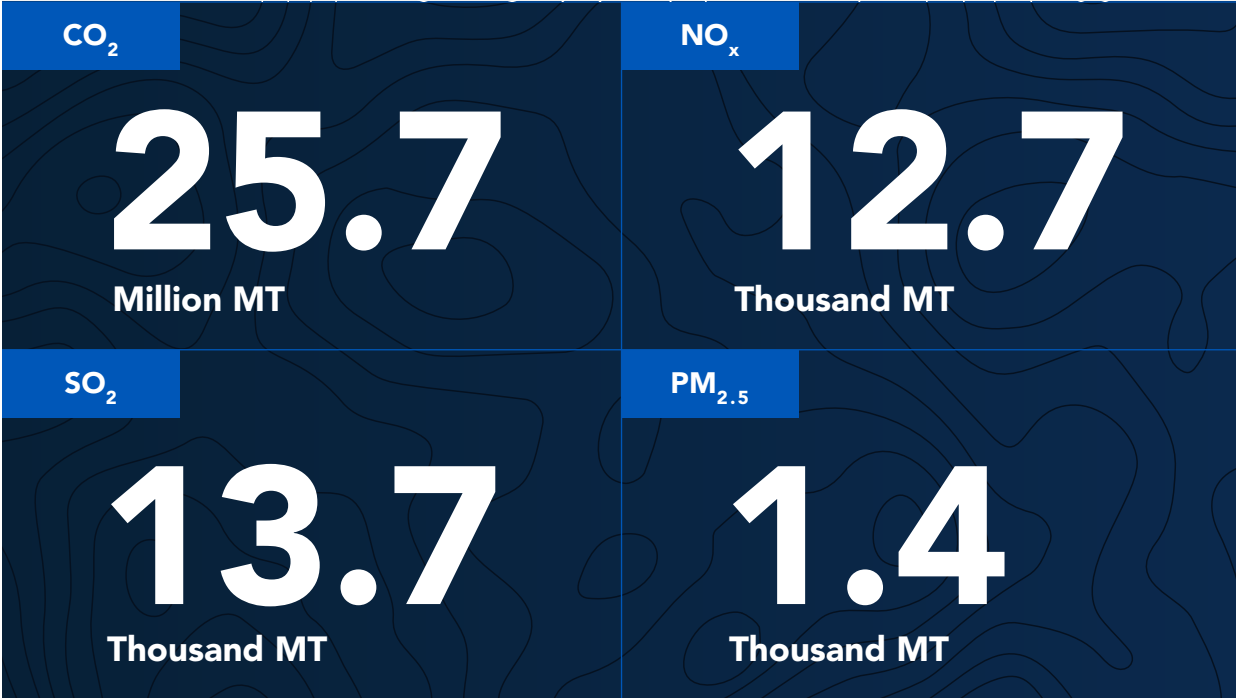 CO₂
25.7
Million MT
NOₓ
12.7
Thousand MT
SO₂
13.7
Thousand MT
PM₂.₅
1.4
Thousand MT